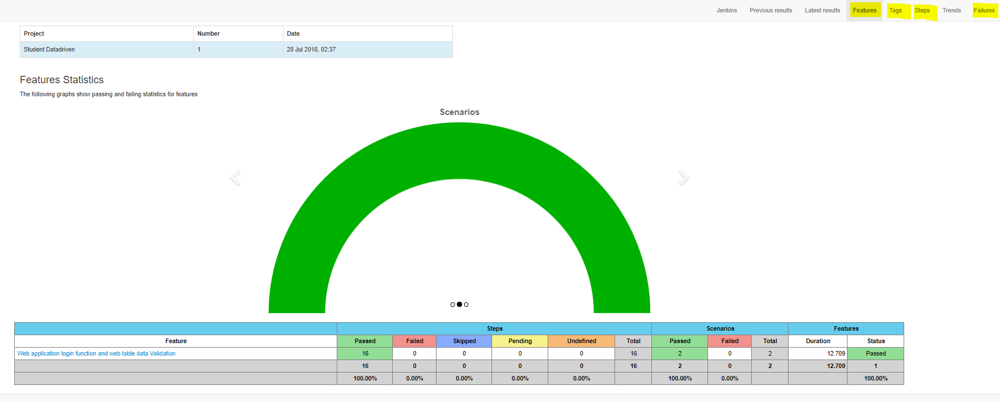 Jenkins Previous results Latest results Features Tags Steps Trends Failures
Project Number Date
Student Datadriven 1 28 Jul 2018, 02:37
Features Statistics
The following graphs show passing and failing statistics for features
Scenarios
Steps Scenarios Features
Feature Passed Failed Skipped Pending Undefined Total Passed Failed Total Duration Status
Web application login function and web table data Validation 16 0 0 0 0 16 2 0 2 12.709 Passed
16 0 0 0 0 16 2 0 2 12.709 1
100.00% 0.00% 0.00% 0.00% 0.00% 100.00% 0.00% 100.00%